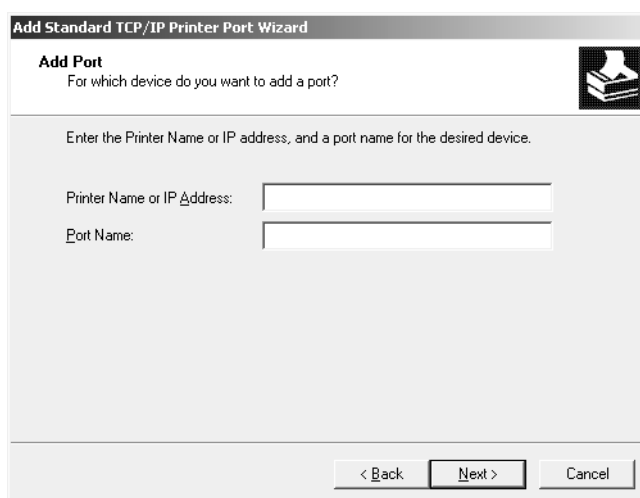 Add Standard TCP/IP Printer Port Wizard
Add Port
For which device do you want to add a port?
Enter the Printer Name or IP address, and a port name for the desired device.
Printer Name or IP Address:
Port Name:
< Back
Next >
Cancel